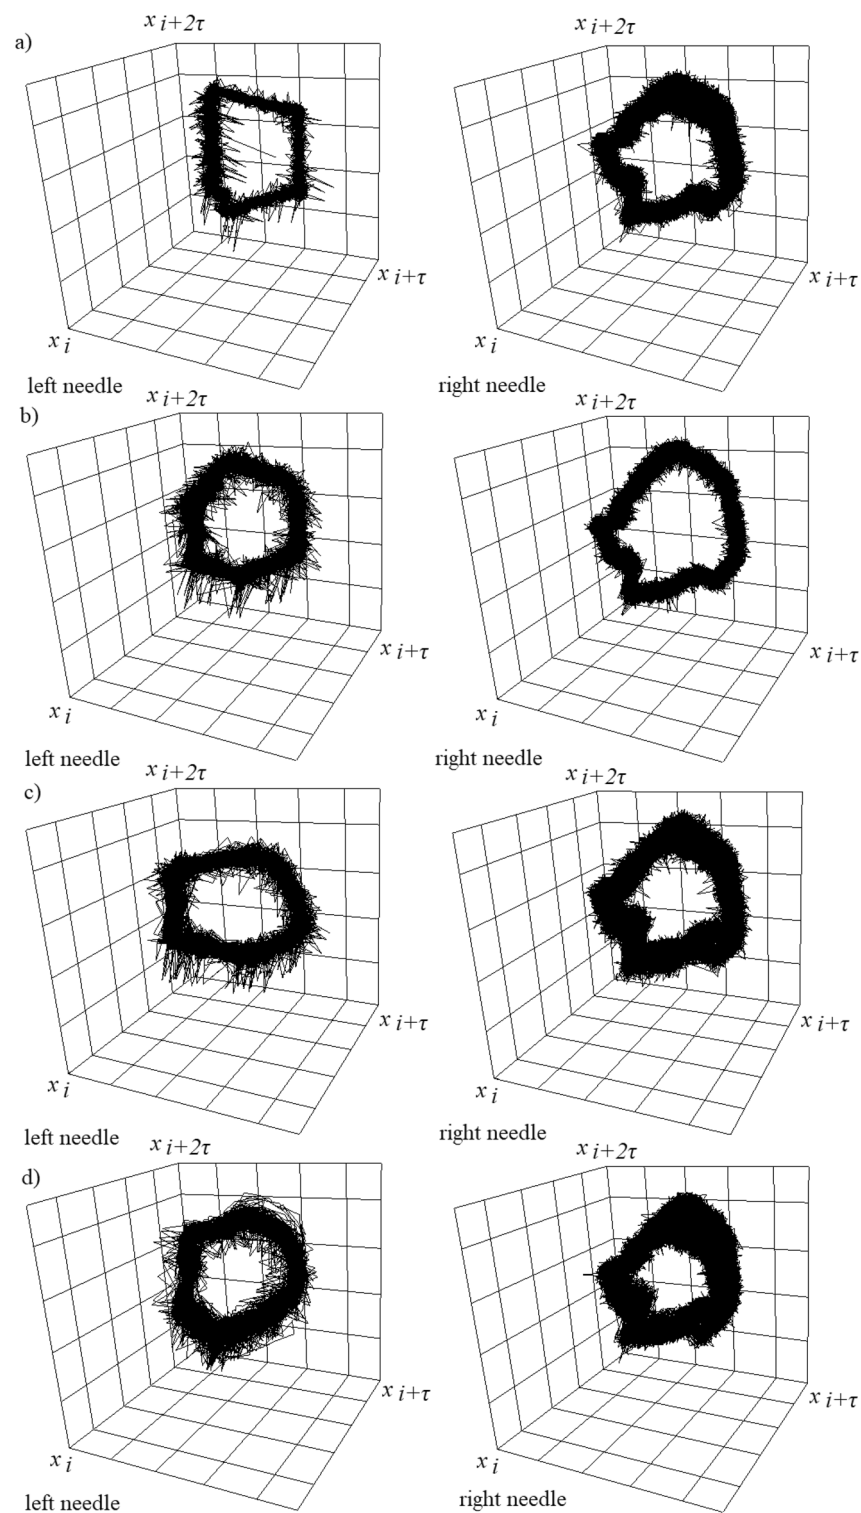 x i+2τ x i+2τ
a)
x i+τ x i+τ
x i x i
left needle right needle
x i+2τ x i+2τ
b)
x i+τ x i+τ
x i x i
left needle right needle
x i+2τ x i+2τ
c)
x i+τ x i+τ
x i x i
left needle right needle
x i+2τ x i+2τ
d)
x i+τ x i+τ
x i x i
left needle right needle